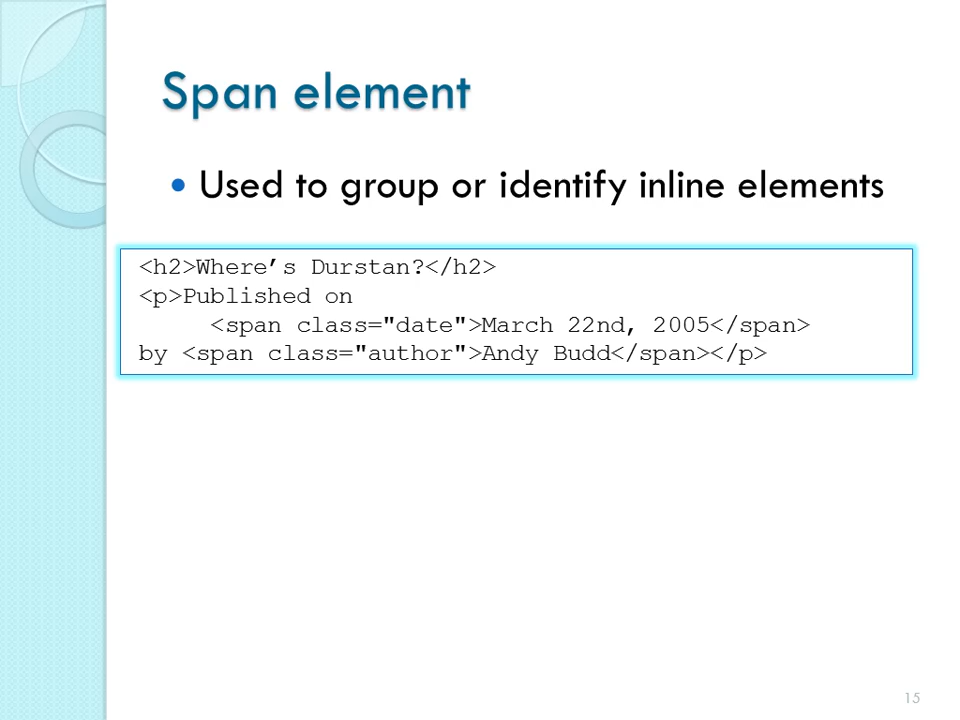 Span element
• Used to group or identify inline elements
<h2>Where’s Durstan?</h2>
<p>Published on
     <span class="date">March 22nd, 2005</span>
by <span class="author">Andy Budd</span></p>
15